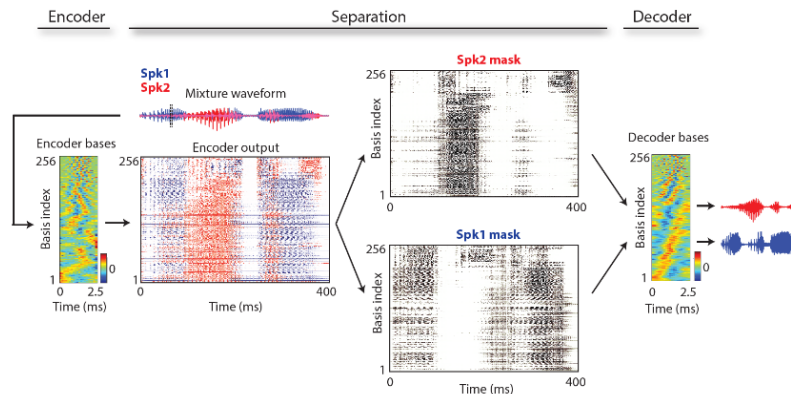 Encoder
Separation
Decoder
Spk1
Spk2
Mixture waveform
Spk2 mask
256
Basis index
1
0
400
Encoder bases
256
Basis index
1
0
2.5
0
Time (ms)
Encoder output
256
1
0
400
Time (ms)
Spk1 mask
256
Basis index
1
0
400
Time (ms)
Decoder bases
256
Basis index
1
0
2.5
0
Time (ms)